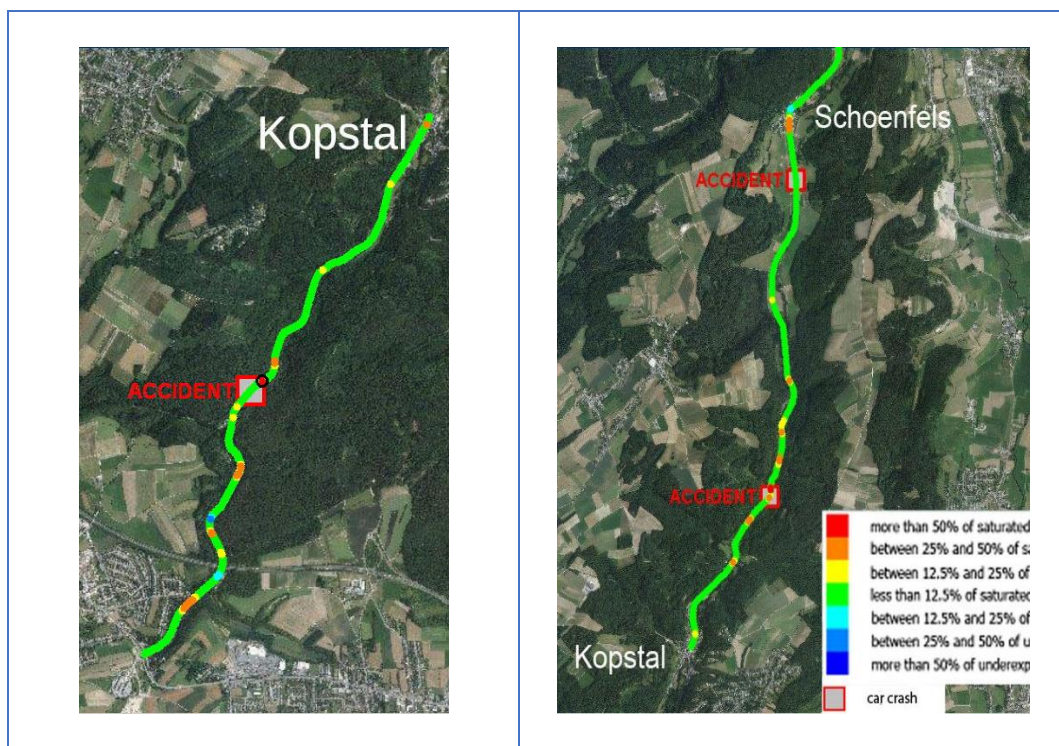 Kopstal
ACCIDENT
Schoenfels
ACCIDENT
ACCIDENT
Kopstal
more than 50% of saturated
between 25% and 50% of sa
between 12.5% and 25% of
less than 12.5% of saturated
between 12.5% and 25% of
between 25% and 50% of u
more than 50% of underexp
car crash